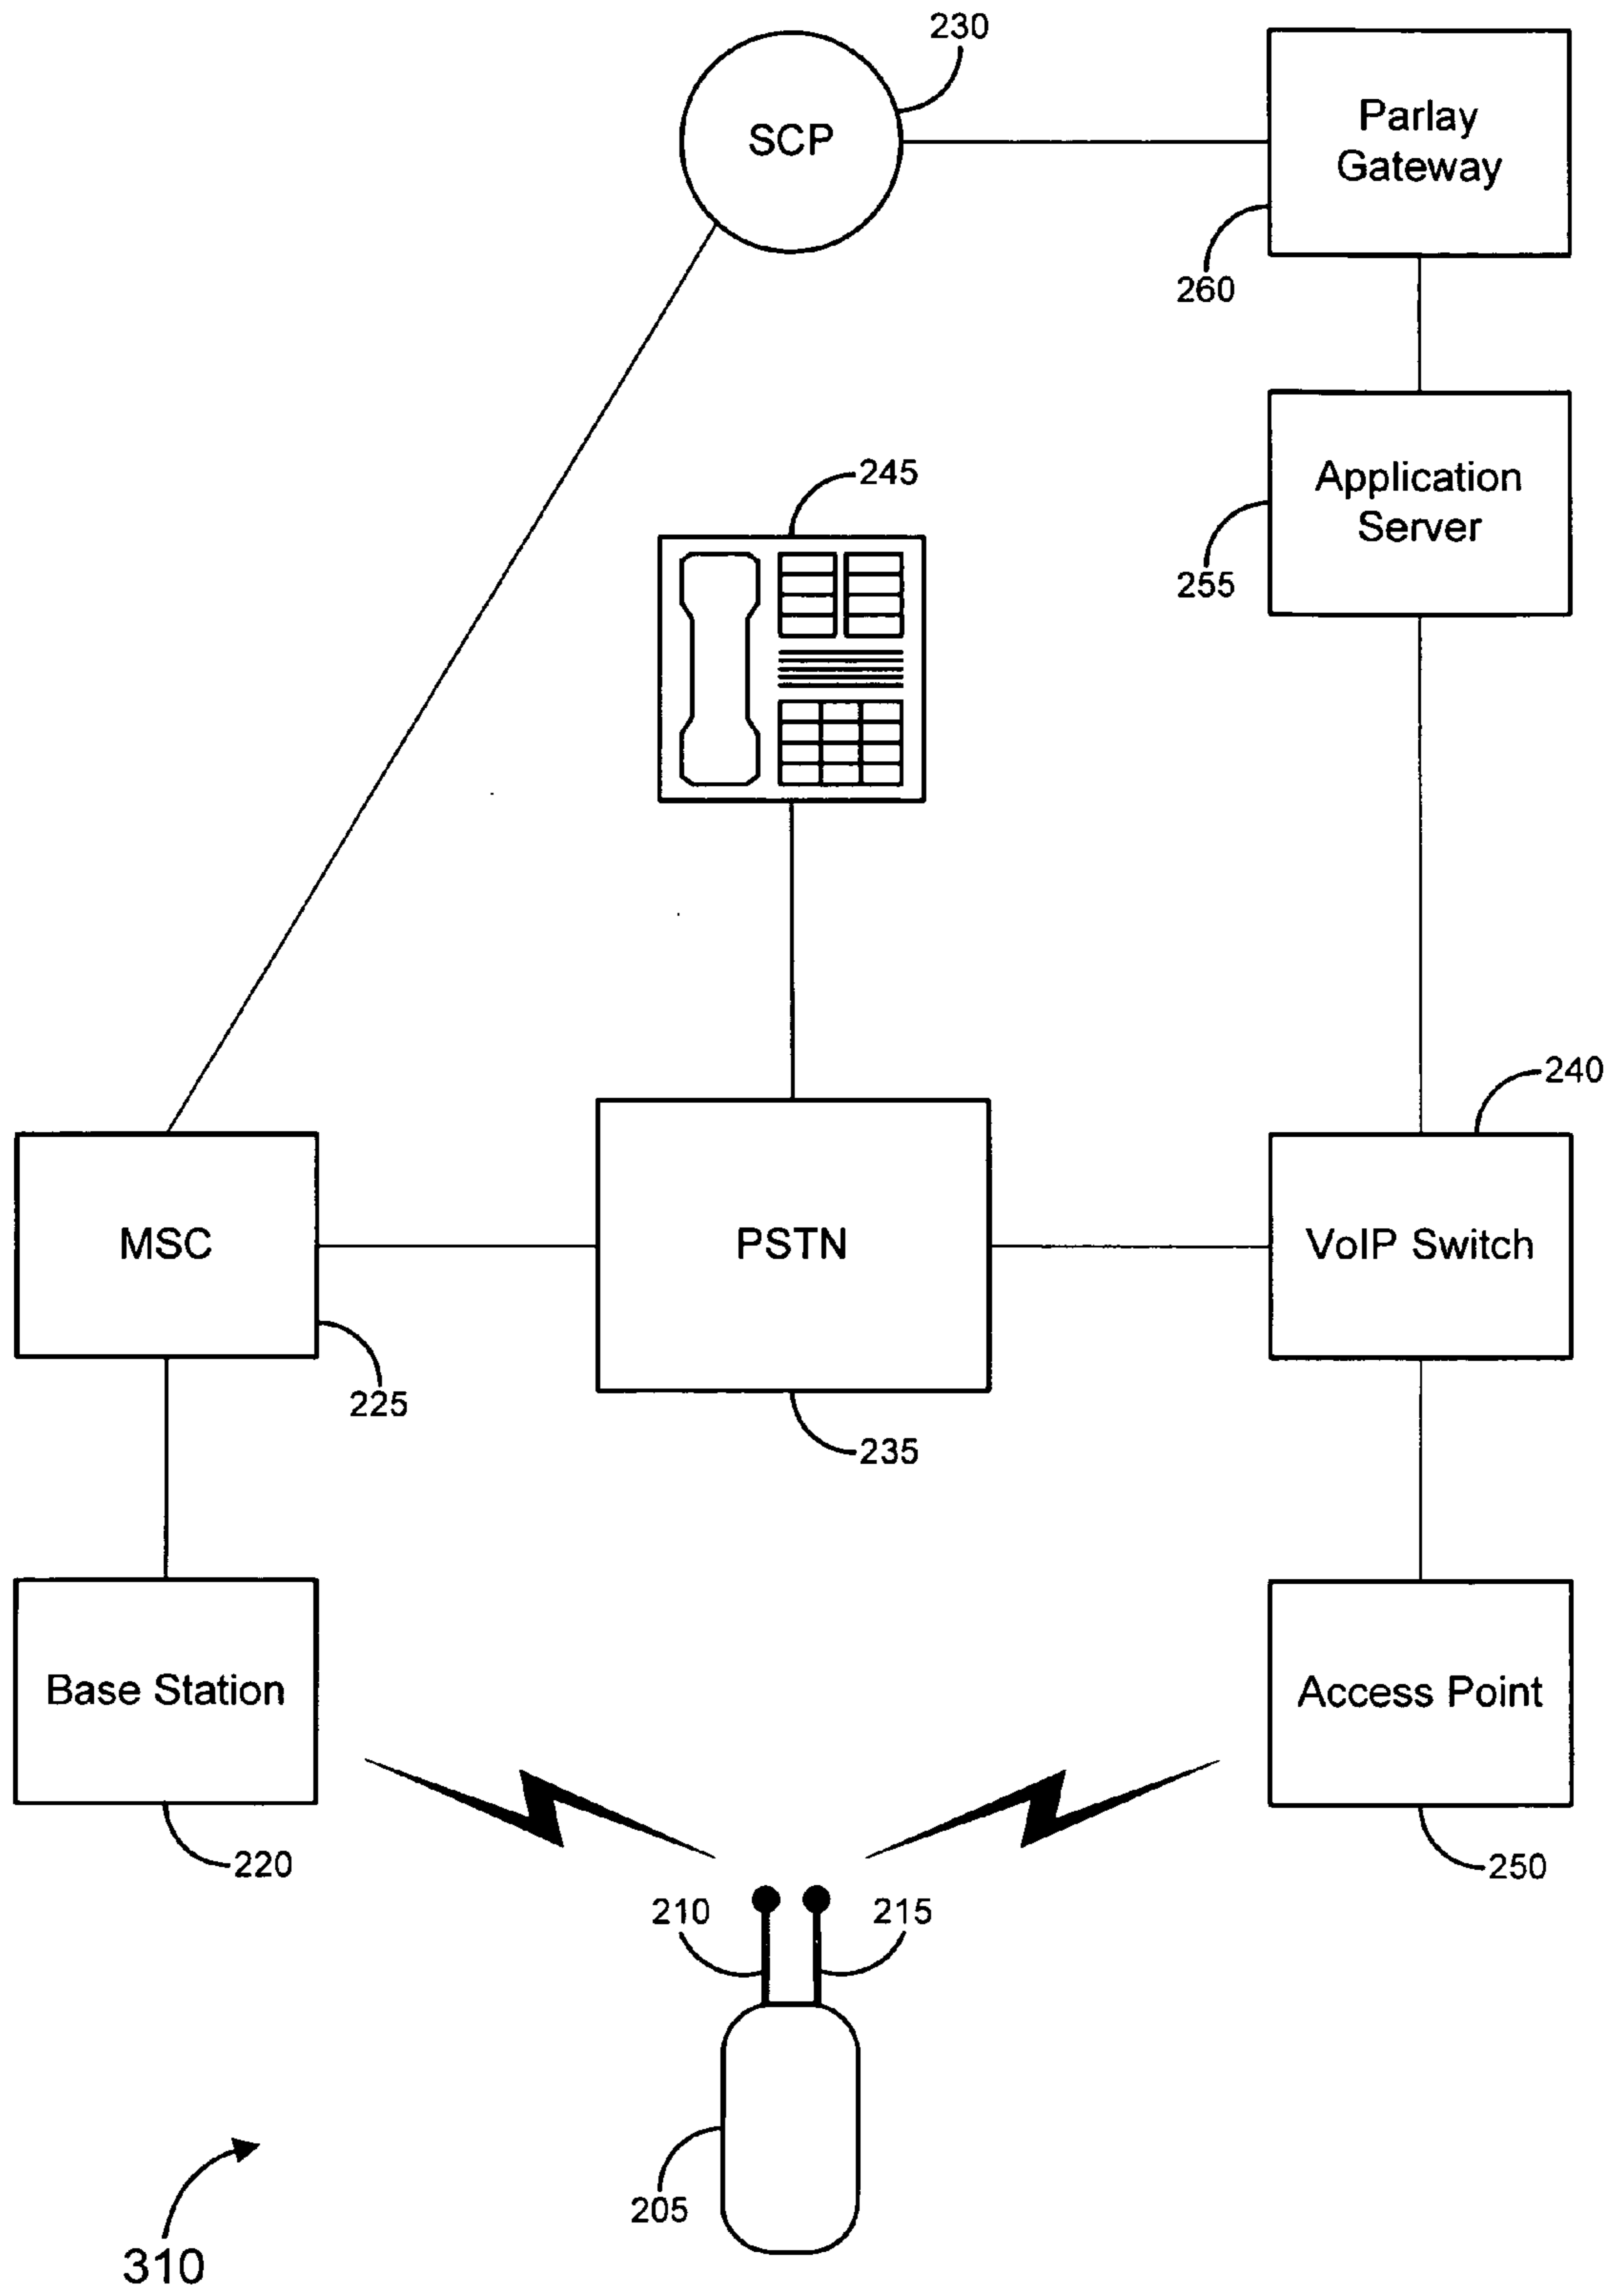 230
SCP
Parlay
Gateway
260
245
Application
Server
255
240
MSC
PSTN
VoIP Switch
225
235
Base Station
Access Point
220
250
210
215
205
310